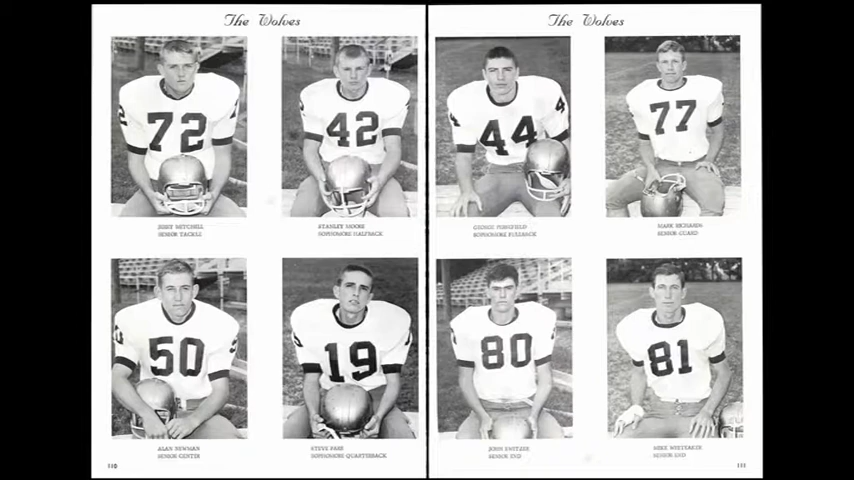 The Wolves
The Wolves
72
42
44
77
JERRY MITCHELL
SENIOR TACKLE
STANLEY MOORE
SOPHOMORE HALFBACK
GEORGE
SOPHOMORE FULLBACK
MARK RICHARDS
SENIOR GUARD
50
19
80
81
ALAN NEWMAN
SENIOR CENTER
STEVE
SOPHOMORE QUARTERBACK
JOHN
SENIOR END
MIKE WHITAKER
SENIOR END
110
111